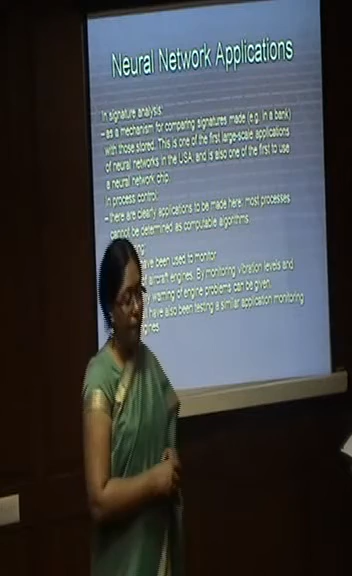 Neural Network Applications
In signature analysis:
– as a mechanism for comparing signatures made (e.g. in a bank)
with those stored. This is one of the first large-scale applications
of neural networks in the USA, and is also one of the first to use
a neural network chip.
In process control:
– there are clearly applications to be made here: most processes
cannot be determined as computable algorithms.
have been used to monitor
of aircraft engines. By monitoring vibration levels and
warning of engine problems can be given.
have also been testing a similar application monitoring